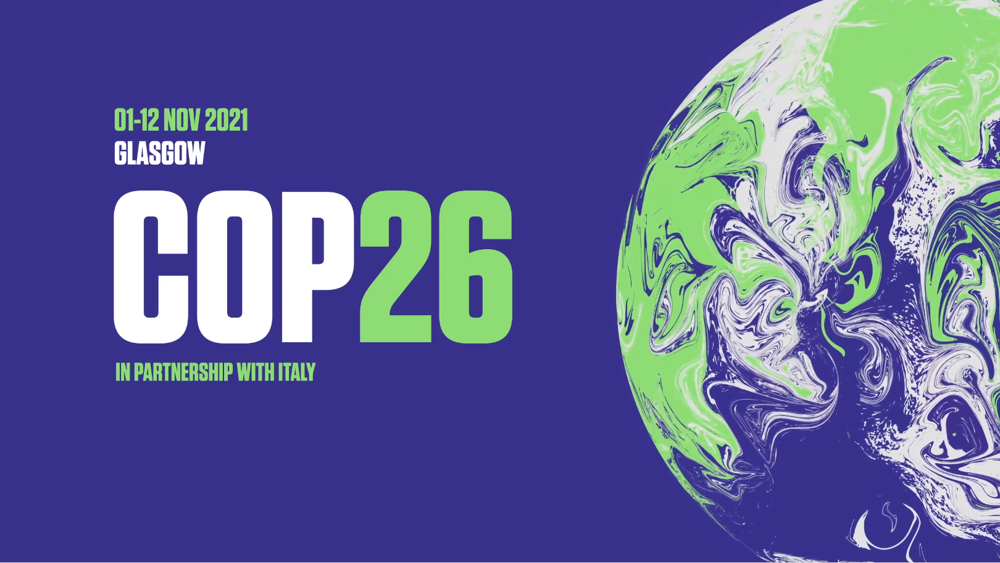 01-12 NOV 2021
GLASGOW
COP26
IN PARTNERSHIP WITH ITALY